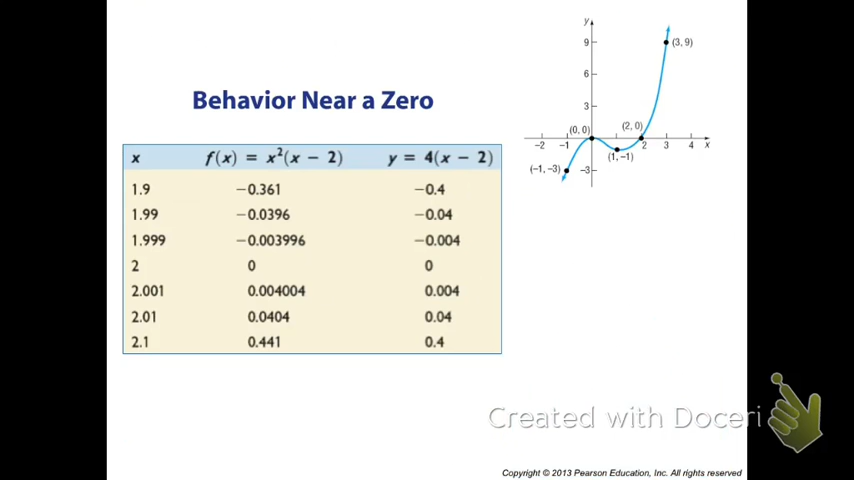 Behavior Near a Zero
x f(x) = x²(x − 2) y = 4(x − 2)
1.9 −0.361 −0.4
1.99 −0.0396 −0.04
1.999 −0.003996 −0.004
2 0 0
2.001 0.004004 0.004
2.01 0.0404 0.04
2.1 0.441 0.4
y
9 (3, 9)
6
3
(0, 0) (2, 0)
−2 −1 2 3 4 x
(1, −1)
(−1, −3) −3
Created with Doceri
Copyright © 2013 Pearson Education, Inc. All rights reserved